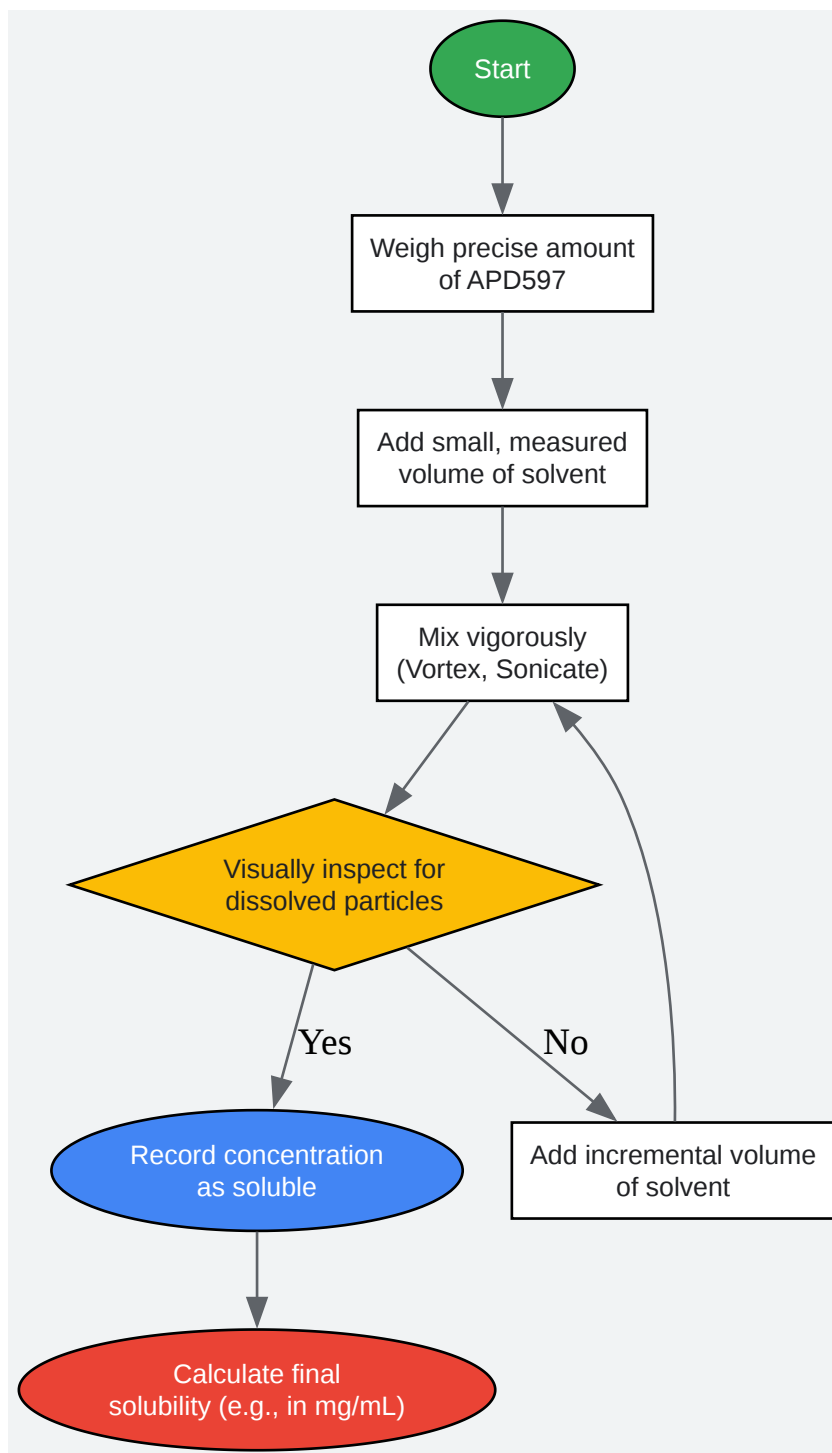 Start
Weigh precise amount
of APD597
Add small, measured
volume of solvent
Mix vigorously
(Vortex, Sonicate)
Visually inspect for
dissolved particles
Yes
No
Record concentration
as soluble
Add incremental volume
of solvent
Calculate final
solubility (e.g., in mg/mL)